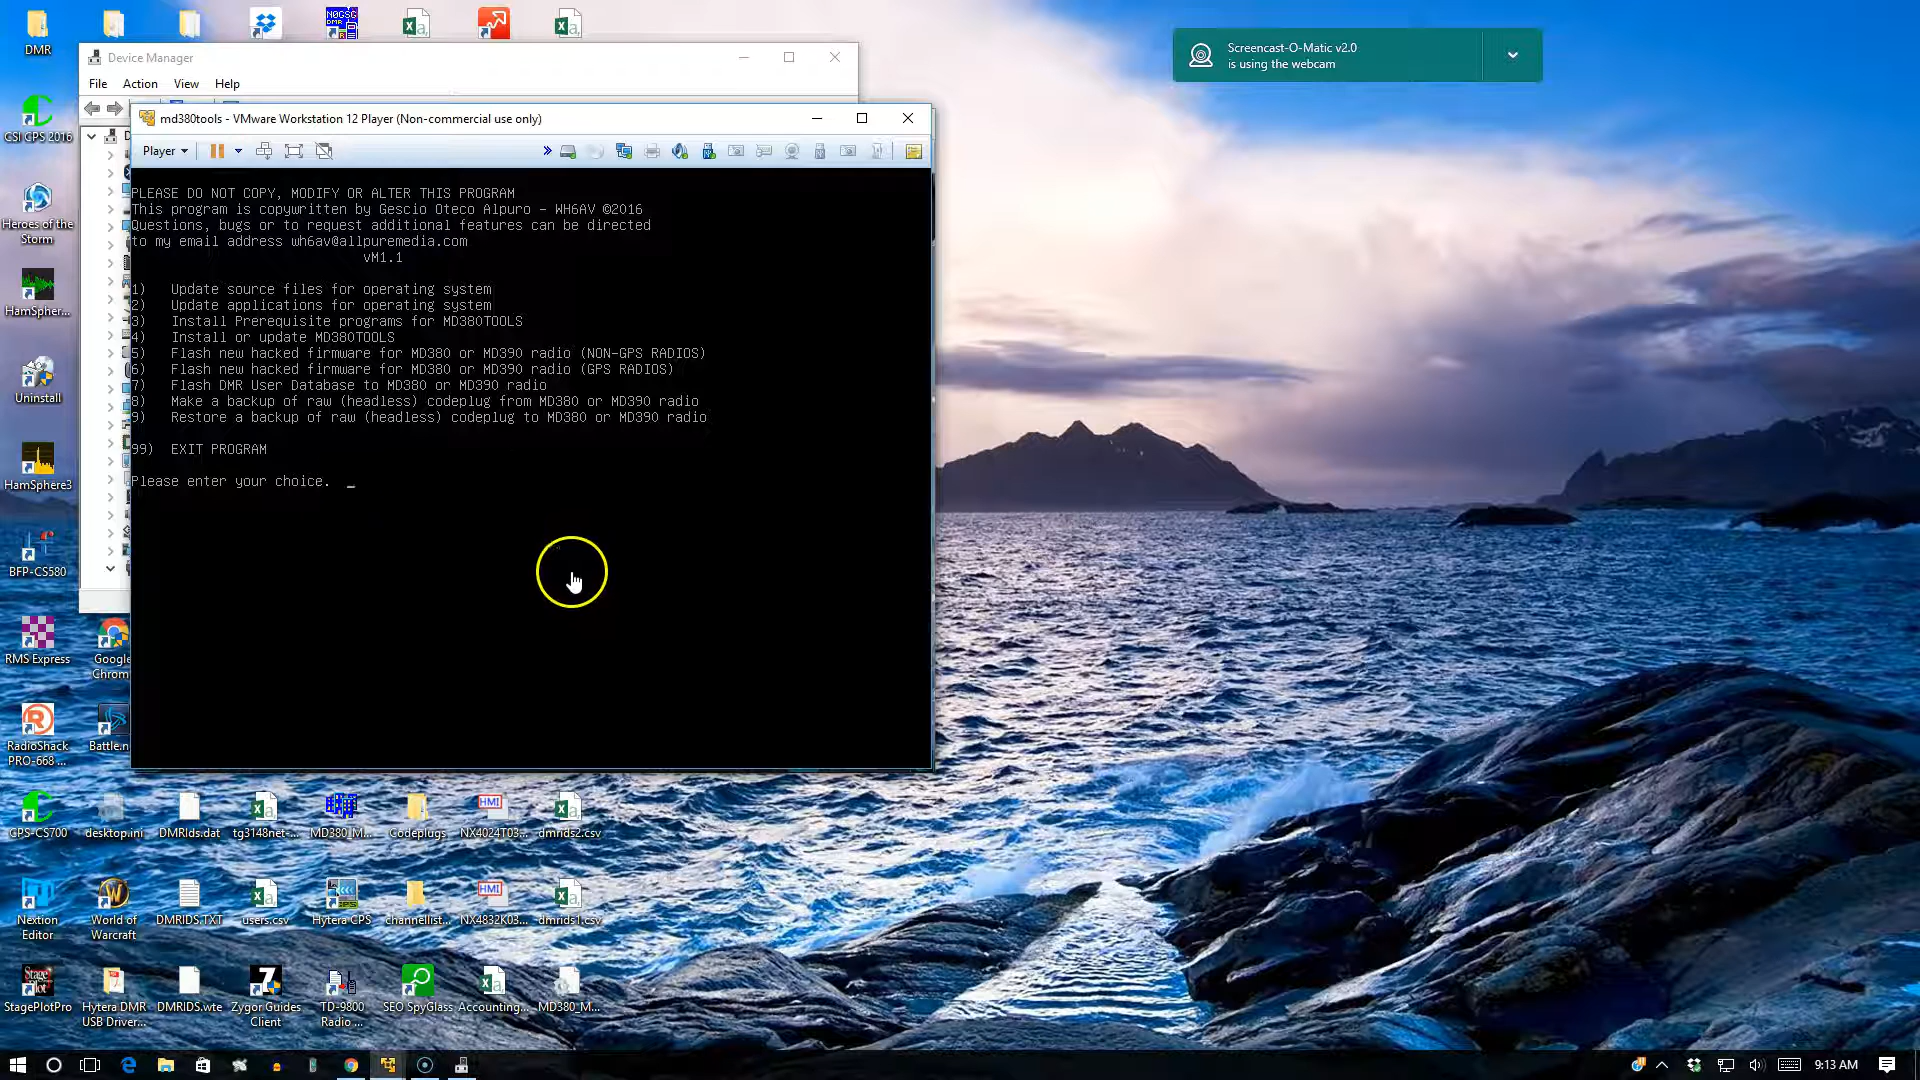 DMR
Device Manager
File Action View Help
Screencast-O-Matic v2.0
is using the webcam
md380tools - VMware Workstation 12 Player (Non-commercial use only)
Player
PLEASE DO NOT COPY, MODIFY OR ALTER THIS PROGRAM
This program is copywritten by Gescio Oteco Alpuro - WH6AV ©2016
Questions, bugs or to request additional features can be directed
to my email address wh6av@allpuremedia.com
vM1.1
1) Update source files for operating system
2) Update applications for operating system
3) Install Prerequisite programs for MD380TOOLS
4) Install or update MD380TOOLS
5) Flash new hacked firmware for MD380 or MD390 radio (NON-GPS RADIOS)
6) Flash new hacked firmware for MD380 or MD390 radio (GPS RADIOS)
7) Flash DMR User Database to MD380 or MD390 radio
8) Make a backup of raw (headless) codeplug from MD380 or MD390 radio
9) Restore a backup of raw (headless) codeplug to MD380 or MD390 radio
99) EXIT PROGRAM
Please enter your choice. _
CSI CPS 2016
Heroes of the
Storm
HamSpher...
Uninstall
HamSphere3
BFP-CS580
RMS Express
Google
Chrom
RadioShack
PRO-668 ...
Battle.n
CPS-CS700 desktop.ini DMRIds.dat tg3148net-... MD380_M... Codeplugs NX4024T03... dmrids2.csv
Nextion
Editor
World of
Warcraft
DMRIDS.TXT users.csv Hytera CPS channellist... NX4832K03... dmrids1.csv
StagePlotPro
Hytera DMR
USB Driver...
DMRIDS.wte
Zygor Guides
Client
TD-9800
Radio ...
SEO SpyGlass Accounting... MD380_M...
9:13 AM